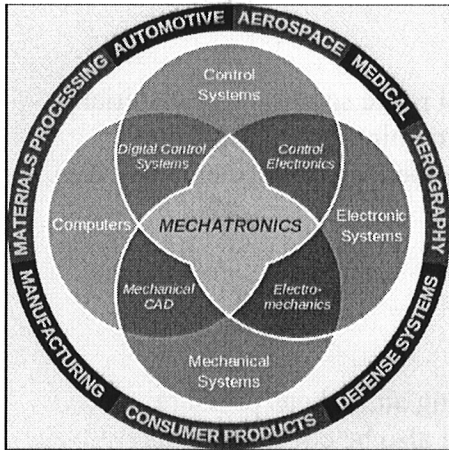 AUTOMOTIVE
AEROSPACE
MEDICAL
XEROGRAPHY
DEFENSE SYSTEMS
CONSUMER PRODUCTS
MANUFACTURING
MATERIALS PROCESSING
Control
Systems
Digital Control
Systems
Control
Electronics
Computers
MECHATRONICS
Electronic
Systems
Mechanical
CAD
Electro-
mechanics
Mechanical
Systems